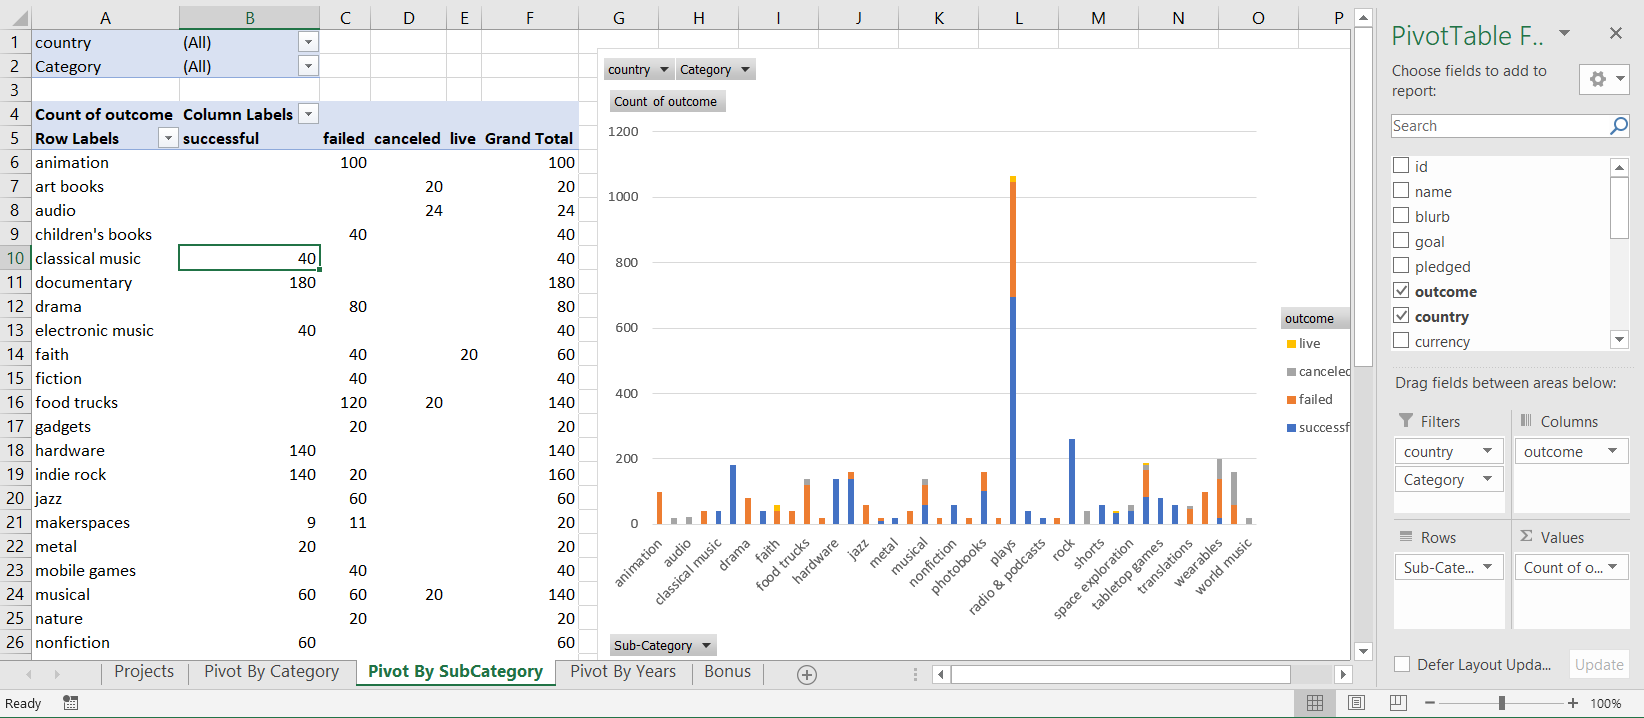 A B C D E F G H I J K L M N O P
1 country (All)
2 Category (All)
3
4 Count of outcome Column Labels
5 Row Labels successful failed canceled live Grand Total
6 animation 100 100
7 art books 20 20
8 audio 24 24
9 children's books 40 40
10 classical music 40 40
11 documentary 180 180
12 drama 80 80
13 electronic music 40 40
14 faith 40 20 60
15 fiction 40 40
16 food trucks 120 20 140
17 gadgets 20 20
18 hardware 140 140
19 indie rock 140 20 160
20 jazz 60 60
21 makerspaces 9 11 20
22 metal 20 20
23 mobile games 40 40
24 musical 60 60 20 140
25 nature 20 20
26 nonfiction 60 60
country Category
Count of outcome
1200
1000
800
600
400
200
0
animation
audio
classical music
drama
faith
food trucks
hardware
jazz
metal
musical
nonfiction
photobooks
plays
radio & podcasts
rock
shorts
space exploration
tabletop games
translations
wearables
world music
outcome
live
canceled
failed
successf
Sub-Category
Projects Pivot By Category Pivot By SubCategory Pivot By Years Bonus
Ready
100%
PivotTable F..
Choose fields to add to
report:
Search
id
name
blurb
goal
pledged
outcome
country
currency
Drag fields between areas below:
Filters Columns
country outcome
Category
Rows Σ Values
Sub-Cate... Count of o...
Defer Layout Upda... Update